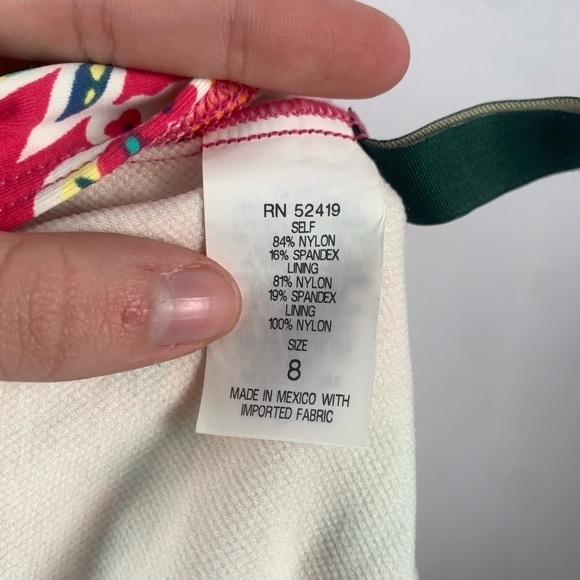 RN 52419
SELF
84% NYLON
16% SPANDEX
LINING
81% NYLON
19% SPANDEX
LINING
100% NYLON
SIZE
8
MADE IN MEXICO WITH
IMPORTED FABRIC